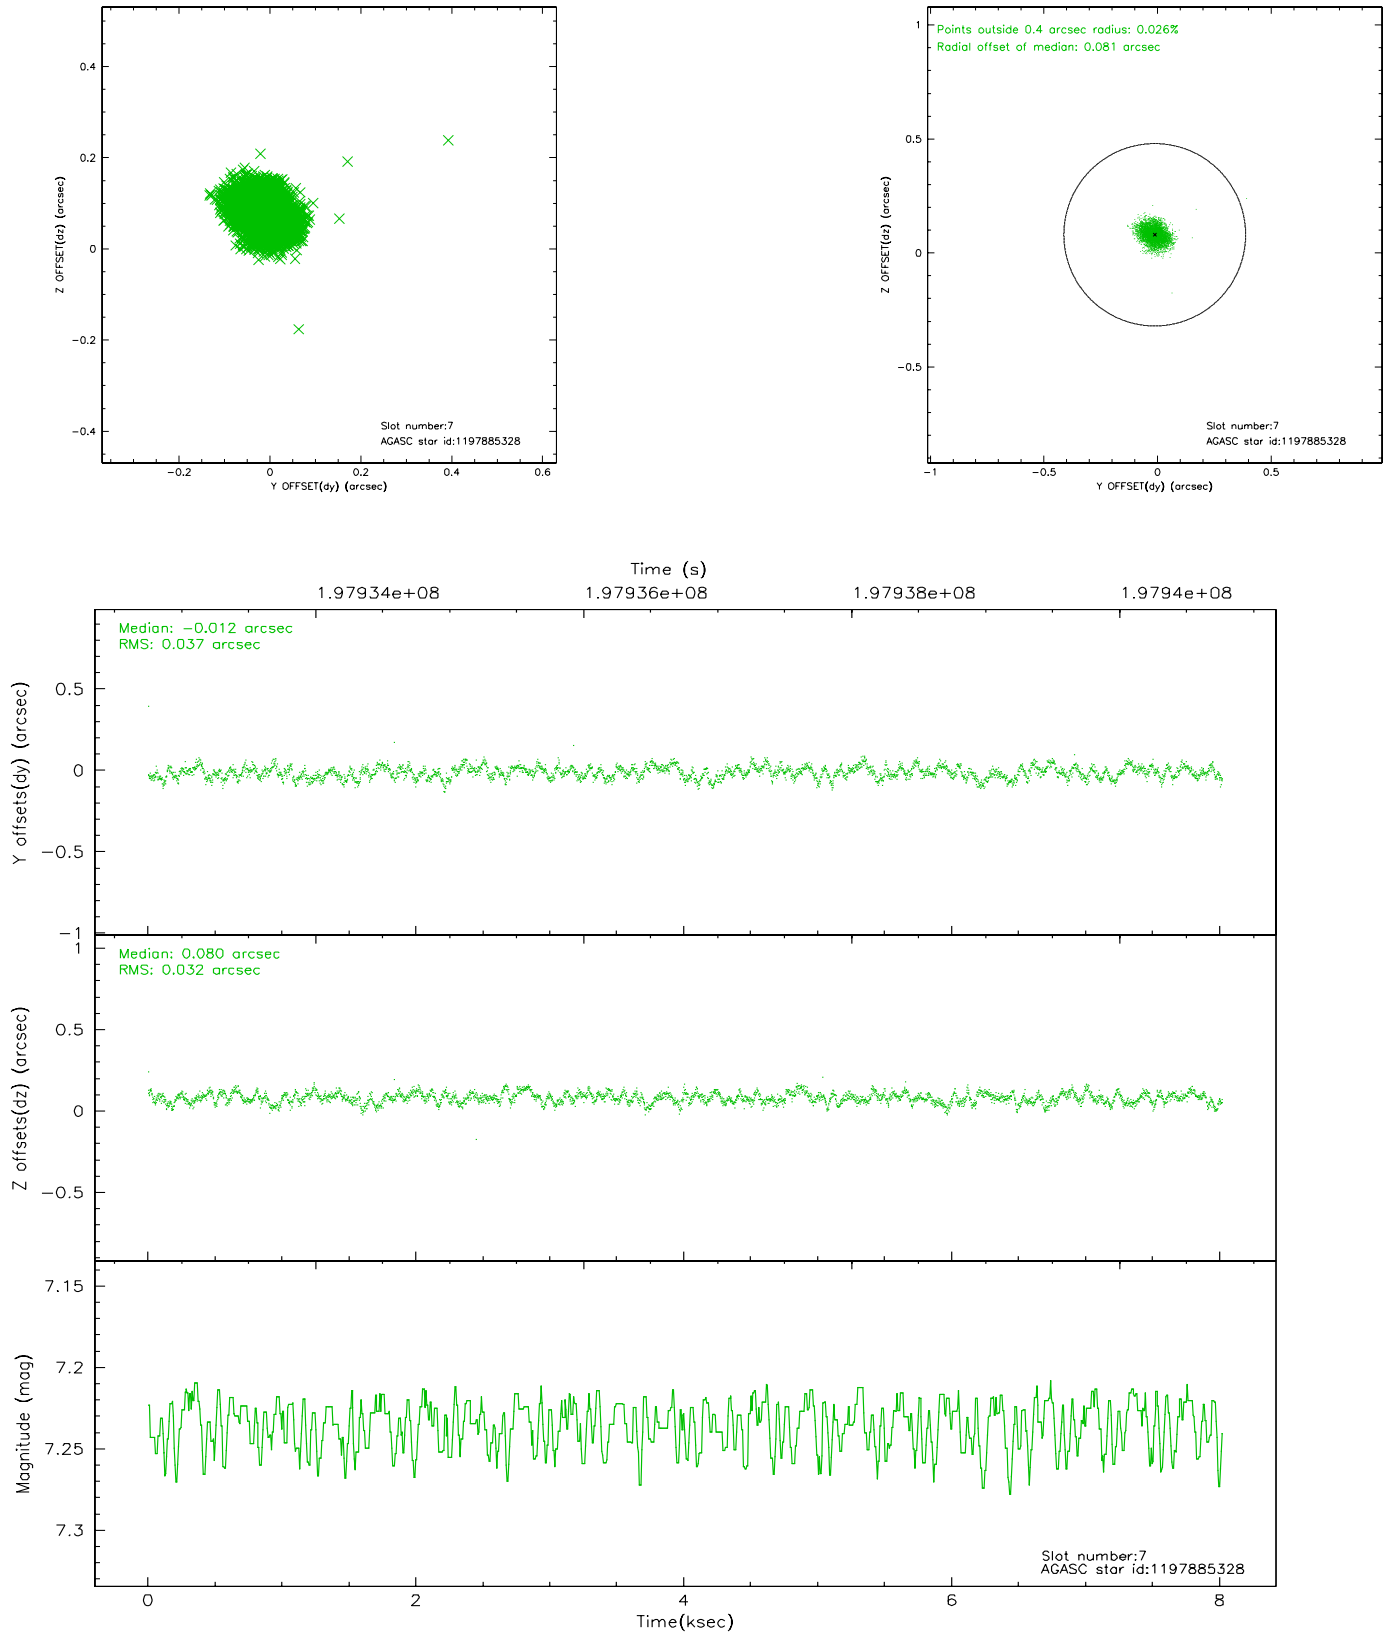 0.4
0.2
0
−0.2
−0.4
Z OFFSET(dz) (arcsec)
−0.2 0 0.2 0.4 0.6
Y OFFSET(dy) (arcsec)
Slot number:7
AGASC star id:1197885328
Points outside 0.4 arcsec radius: 0.026%
Radial offset of median: 0.081 arcsec
1
0.5
0
−0.5
Z OFFSET(dz) (arcsec)
−1 −0.5 0 0.5
Y OFFSET(dy) (arcsec)
Slot number:7
AGASC star id:1197885328
Time (s)
1.97934e+08 1.97936e+08 1.97938e+08 1.9794e+08
Median: −0.012 arcsec
RMS: 0.037 arcsec
0.5
0
−0.5
−1
Y offsets(dy) (arcsec)
Median: 0.080 arcsec
RMS: 0.032 arcsec
1
0.5
0
−0.5
Z offsets(dz) (arcsec)
7.15
7.2
7.25
7.3
Magnitude (mag)
Slot number:7
AGASC star id:1197885328
0 2 4 6 8
Time(ksec)